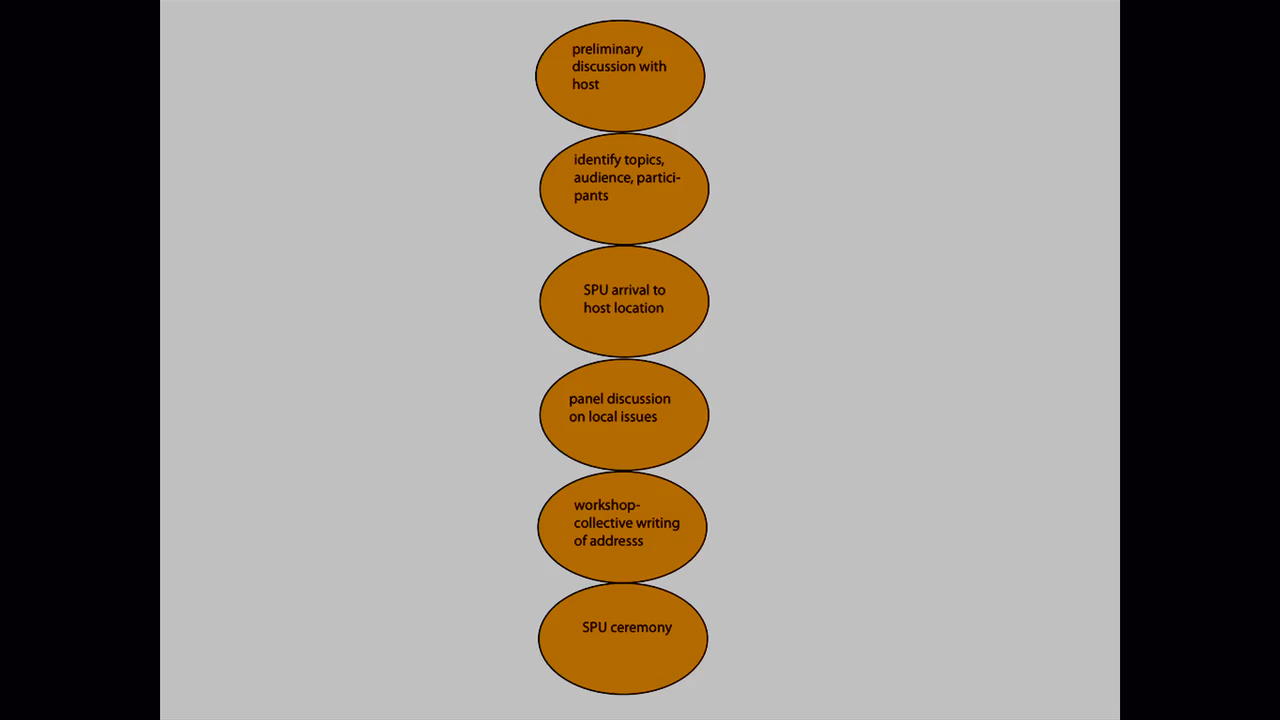 preliminary
discussion with
host
identify topics,
audience, partici-
pants
SPU arrival to
host location
panel discussion
on local issues
workshop-
collective writing
of addresss
SPU ceremony